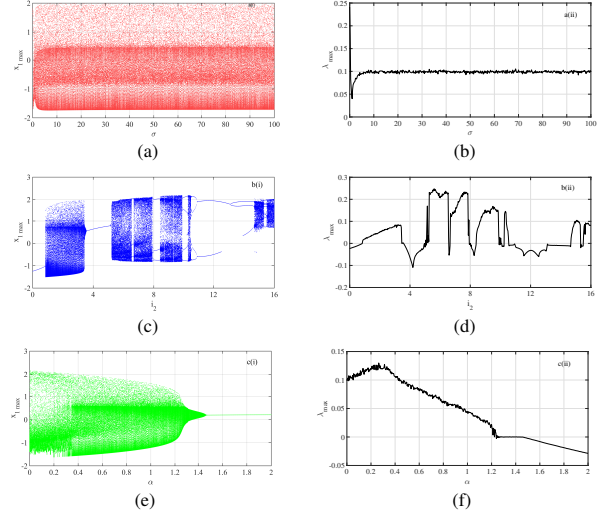 a(i)
x1 max
2
1
0
-1
-2
0 10 20 30 40 50 60 70 80 90 100
σ
(a)
a(ii)
λmax
0.25
0.2
0.15
0.1
0.05
0
0 10 20 30 40 50 60 70 80 90 100
σ
(b)
b(i)
x1 max
3
2
1
0
-1
-2
0 4 8 12 16
i2
(c)
b(ii)
λmax
0.3
0.2
0.1
0
-0.1
-0.2
0 4 8 12 16
i2
(d)
c(i)
x1 max
3
2
1
0
-1
-2
0 0.2 0.4 0.6 0.8 1 1.2 1.4 1.6 1.8 2
α
(e)
c(ii)
λmax
0.15
0.1
0.05
0
-0.05
0 0.2 0.4 0.6 0.8 1 1.2 1.4 1.6 1.8 2
α
(f)